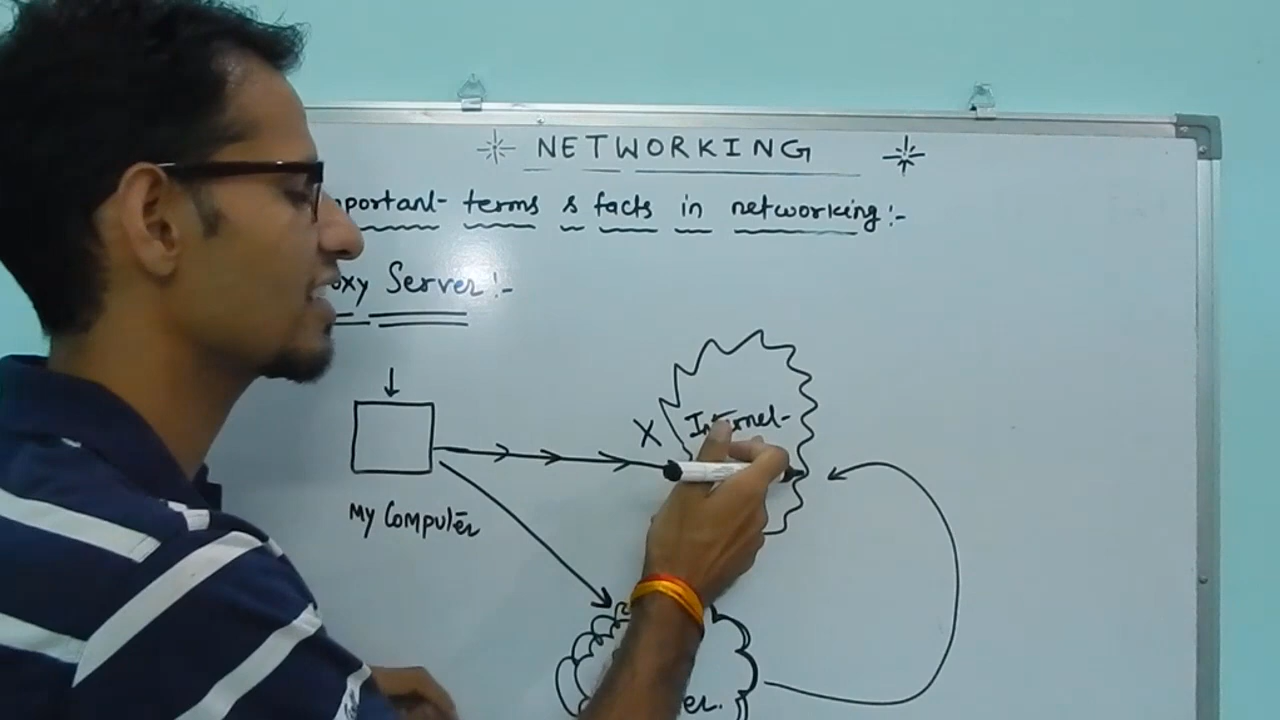 NETWORKING
portant- terms & facts in networking:-
oxy Server:-
X
Internet-
My Computer
er.